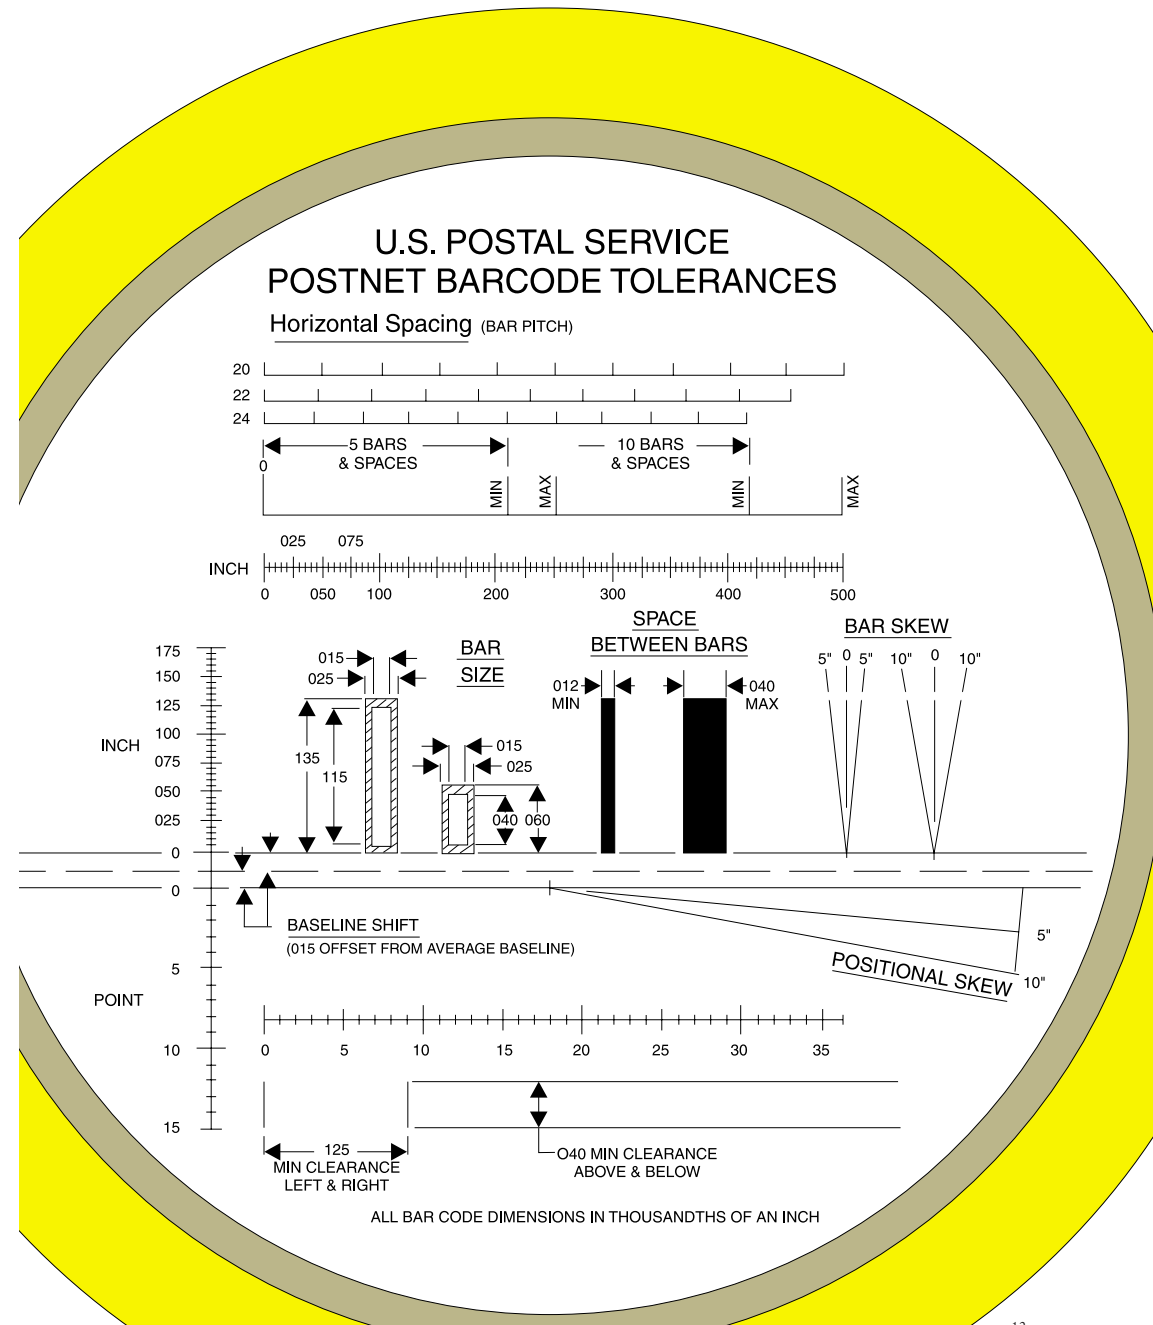 U.S. POSTAL SERVICE
POSTNET BARCODE TOLERANCES
Horizontal Spacing (BAR PITCH)
20
22
24
5 BARS
& SPACES
10 BARS
& SPACES
0
MIN
MAX
MIN
MAX
025 075
INCH
0 050 100 200 300 400 500
SPACE
BETWEEN BARS
BAR SKEW
BAR
SIZE
5" 0 5" 10" 0 10"
175
150
125
100
075
050
025
0
INCH
015
025
135
115
015
025
040 060
012
MIN
040
MAX
0
5
10
15
POINT
BASELINE SHIFT
(015 OFFSET FROM AVERAGE BASELINE)
5"
10"
POSITIONAL SKEW
0 5 10 15 20 25 30 35
125
MIN CLEARANCE
LEFT & RIGHT
O40 MIN CLEARANCE
ABOVE & BELOW
ALL BAR CODE DIMENSIONS IN THOUSANDTHS OF AN INCH